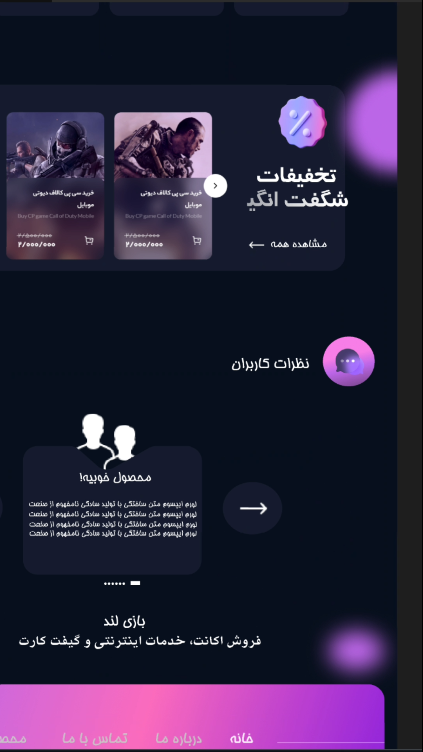 تخفیفات
شگفت انگیز
مشاهده همه
خرید سی پی کالاف دیوتی
موبایل
Buy CP game Call of Duty Mobile
۲/۵۰۰/۰۰۰
۲/۰۰۰/۰۰۰
خرید سی پی کالاف دیوتی
موبایل
Buy CP game Call of Duty Mobile
۲/۵۰۰/۰۰۰
۲/۰۰۰/۰۰۰
نظرات کاربران
محصول خوبیه!
لورم ایپسوم متن ساختگی با تولید سادگی نامفهوم از صنعت
لورم ایپسوم متن ساختگی با تولید سادگی نامفهوم از صنعت
لورم ایپسوم متن ساختگی با تولید سادگی نامفهوم از صنعت
لورم ایپسوم متن ساختگی با تولید سادگی نامفهوم از صنعت
بازی لند
فروش اکانت، خدمات اینترنتی و گیفت کارت
خانه درباره ما تماس با ما